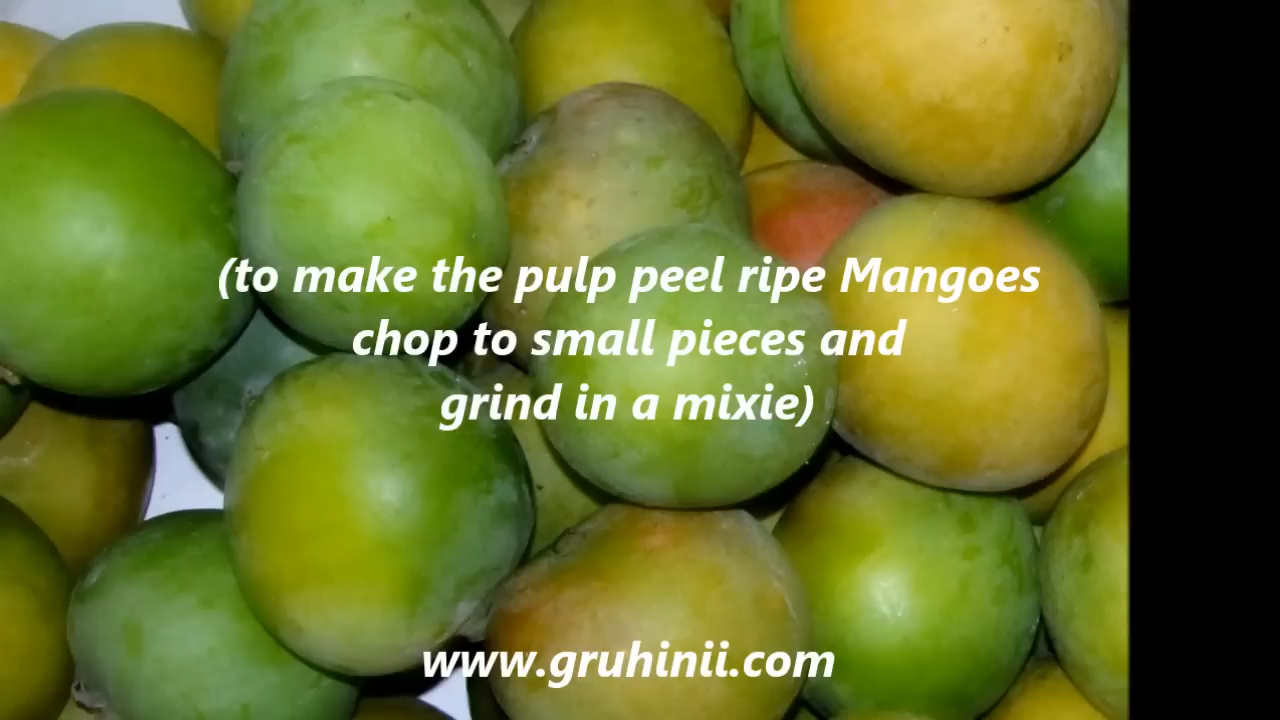 (to make the pulp peel ripe Mangoes
chop to small pieces and
grind in a mixie)
www.gruhinii.com